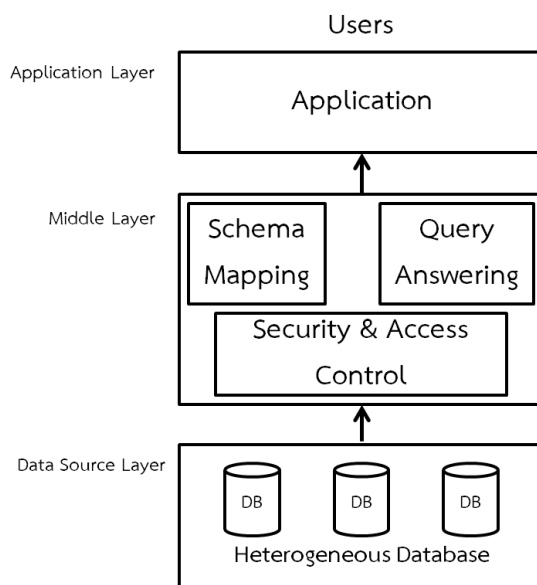 Users
Application Layer
Application
Middle Layer
Schema
Mapping
Query
Answering
Security & Access
Control
Data Source Layer
DB
DB
DB
Heterogeneous Database